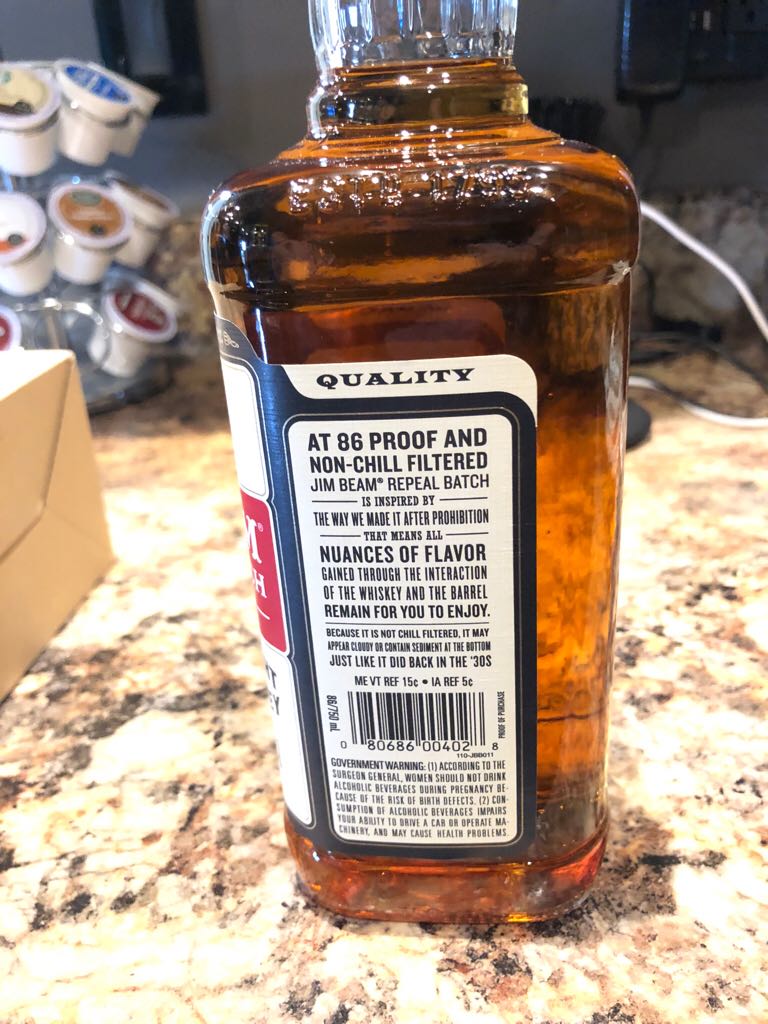 ESTD 1795
QUALITY
AT 86 PROOF AND
NON-CHILL FILTERED
JIM BEAM® REPEAL BATCH
IS INSPIRED BY
THE WAY WE MADE IT AFTER PROHIBITION
THAT MEANS ALL
NUANCES OF FLAVOR
GAINED THROUGH THE INTERACTION
OF THE WHISKEY AND THE BARREL
REMAIN FOR YOU TO ENJOY.
BECAUSE IT IS NOT CHILL FILTERED, IT MAY
APPEAR CLOUDY OR CONTAIN SEDIMENT AT THE BOTTOM
JUST LIKE IT DID BACK IN THE '30S
ME VT REF 15¢ • IA REF 5¢
86/750 mL
PROOF OF PURCHASE
0 80686 00402 8
110-JBB011
GOVERNMENT WARNING: (1) ACCORDING TO THE
SURGEON GENERAL, WOMEN SHOULD NOT DRINK
ALCOHOLIC BEVERAGES DURING PREGNANCY BE-
CAUSE OF THE RISK OF BIRTH DEFECTS. (2) CON-
SUMPTION OF ALCOHOLIC BEVERAGES IMPAIRS
YOUR ABILITY TO DRIVE A CAR OR OPERATE MA-
CHINERY, AND MAY CAUSE HEALTH PROBLEMS.